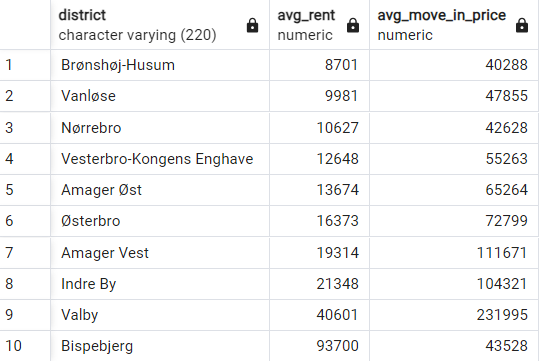 district avg_rent avg_move_in_price
character varying (220) numeric numeric
1 Brønshøj-Husum 8701 40288
2 Vanløse 9981 47855
3 Nørrebro 10627 42628
4 Vesterbro-Kongens Enghave 12648 55263
5 Amager Øst 13674 65264
6 Østerbro 16373 72799
7 Amager Vest 19314 111671
8 Indre By 21348 104321
9 Valby 40601 231995
10 Bispebjerg 93700 43528